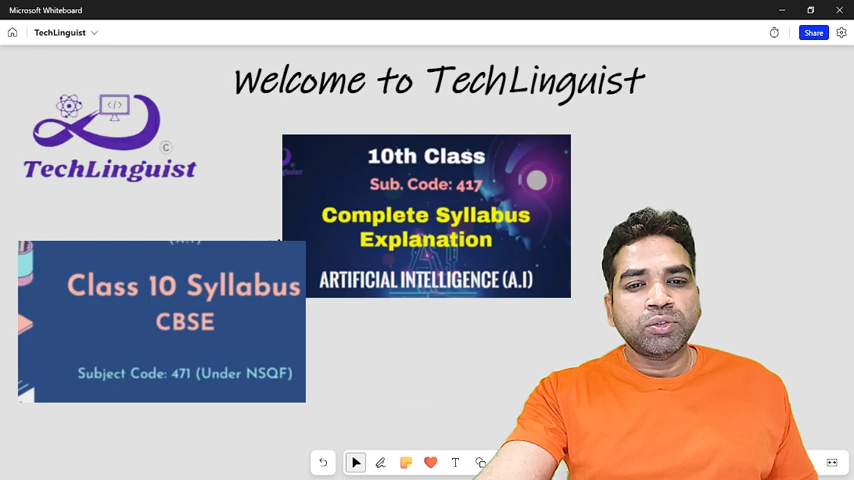 Microsoft Whiteboard
TechLinguist
Share
Welcome to TechLinguist
</>
C
TechLinguist
10th Class
Sub. Code: 417
Complete Syllabus
Explanation
ARTIFICIAL INTELLIGENCE (A.I)
Class 10 Syllabus
CBSE
Subject Code: 471 (Under NSQF)
T